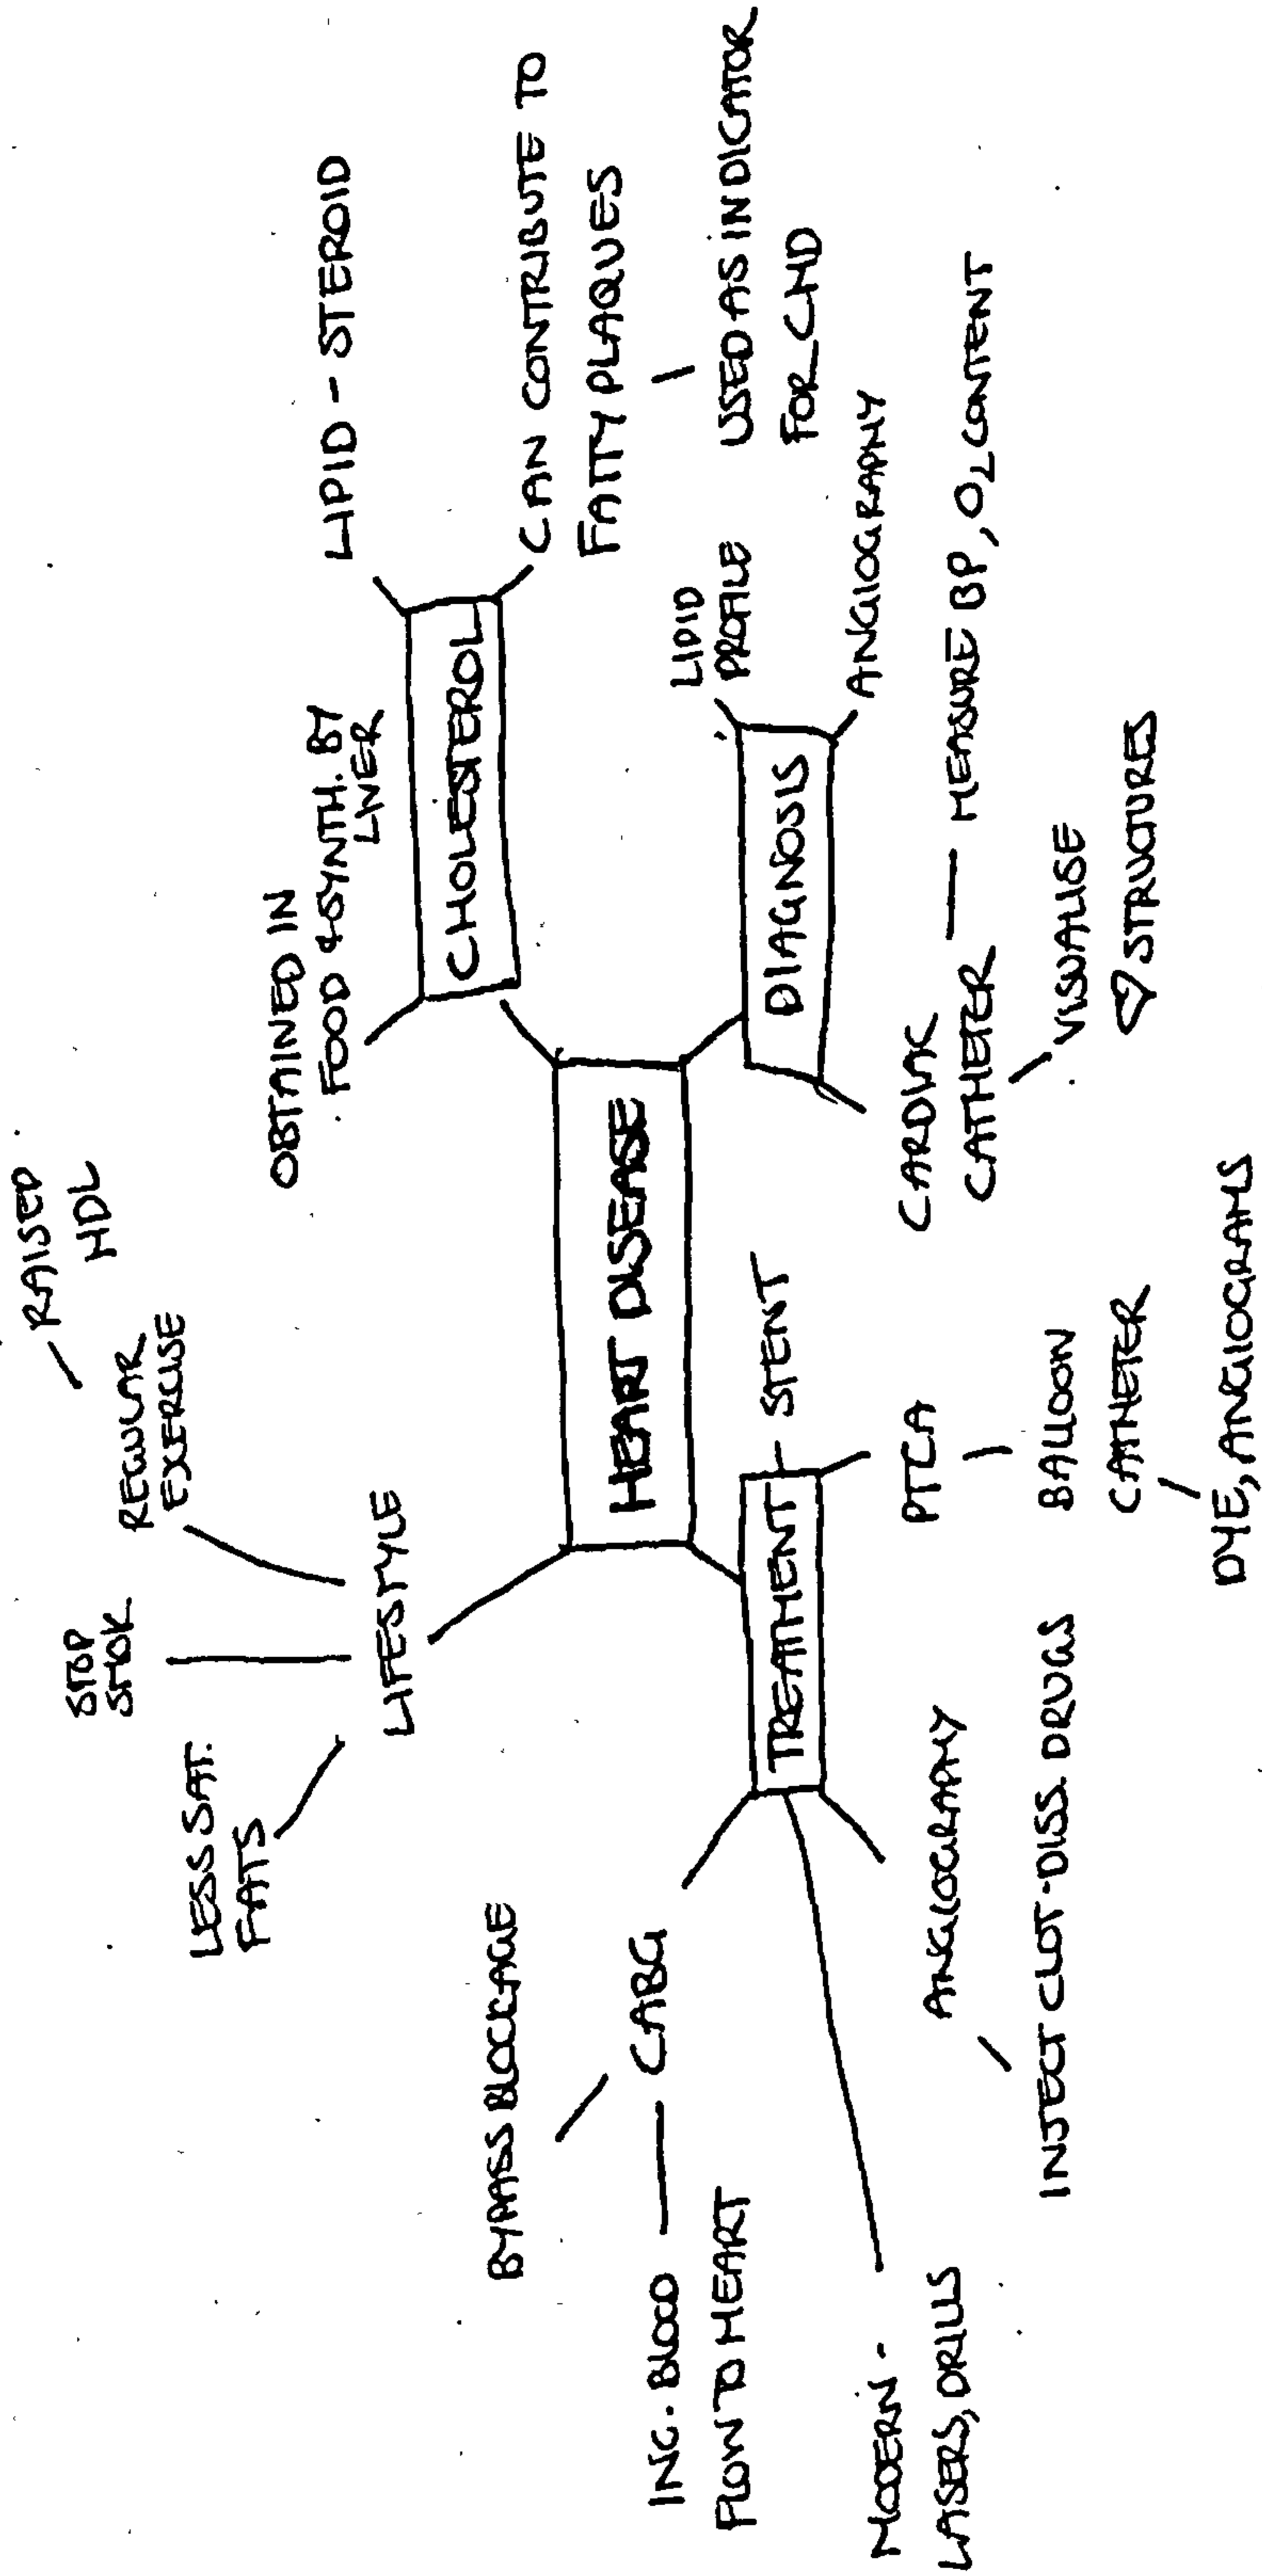 RAISED
HDL
REGULAR
EXERCISE
STOP
SMOK.
LESS SAT.
FATS
LIFESTYLE
OBTAINED IN
FOOD & SYNTH. BY
LIVER
LIPID - STEROID
CHOLESTEROL
CAN CONTRIBUTE TO
FATTY PLAQUES
USED AS INDICATOR
FOR CHD
HEART DISEASE
LIPID
PROFILE
DIAGNOSIS
ANGIOGRAPHY
CARDIAC
CATHETER — MEASURE BP, O2 CONTENT
VISUALISE
♡ STRUCTURES
BYPASS BLOCKAGE
INC. BLOOD — CABG
FLOW TO HEART
TREATMENT - STENT
PTCA
BALLOON
CATHETER
DYE, ANGIOGRAMS
ANGIOGRAPHY
INJECT CLOT-DISS. DRUGS
MODERN -
LASERS, DRILLS